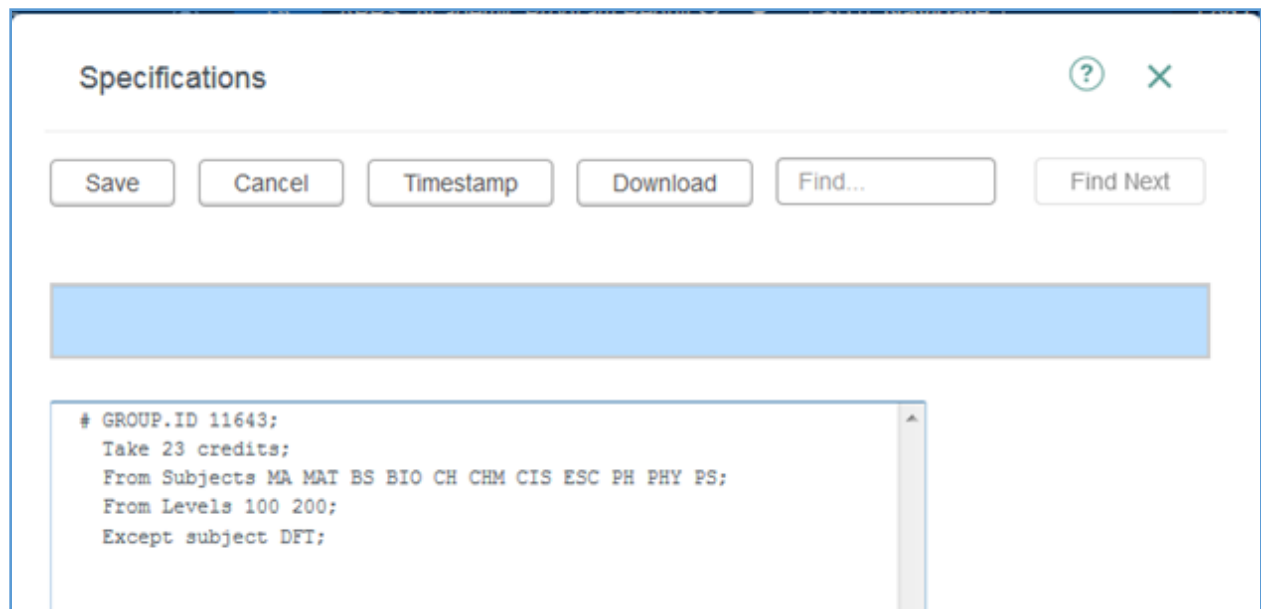 Specifications
?
Save Cancel Timestamp Download Find... Find Next
# GROUP.ID 11643;
Take 23 credits;
From Subjects MA MAT BS BIO CH CHM CIS ESC PH PHY PS;
From Levels 100 200;
Except subject DFT;